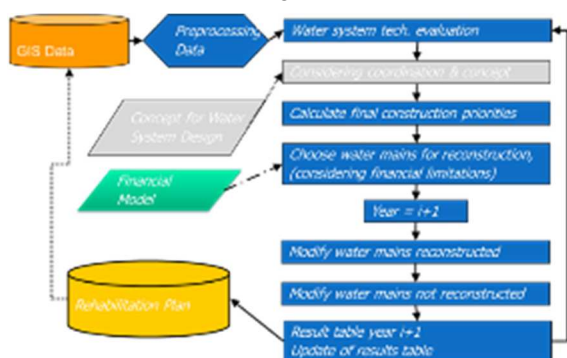 GIS Data
Preprocessing
Data
Water system tech. evaluation
Considering coordination & concept
Concept for Water
System Design
Calculate final construction priorities
Choose water mains for reconstruction,
(considering financial limitations)
Financial
Model
Year = i+1
Modify water mains reconstructed
Modify water mains not reconstructed
Rehabilitation Plan
Result table year i+1
Update of results table